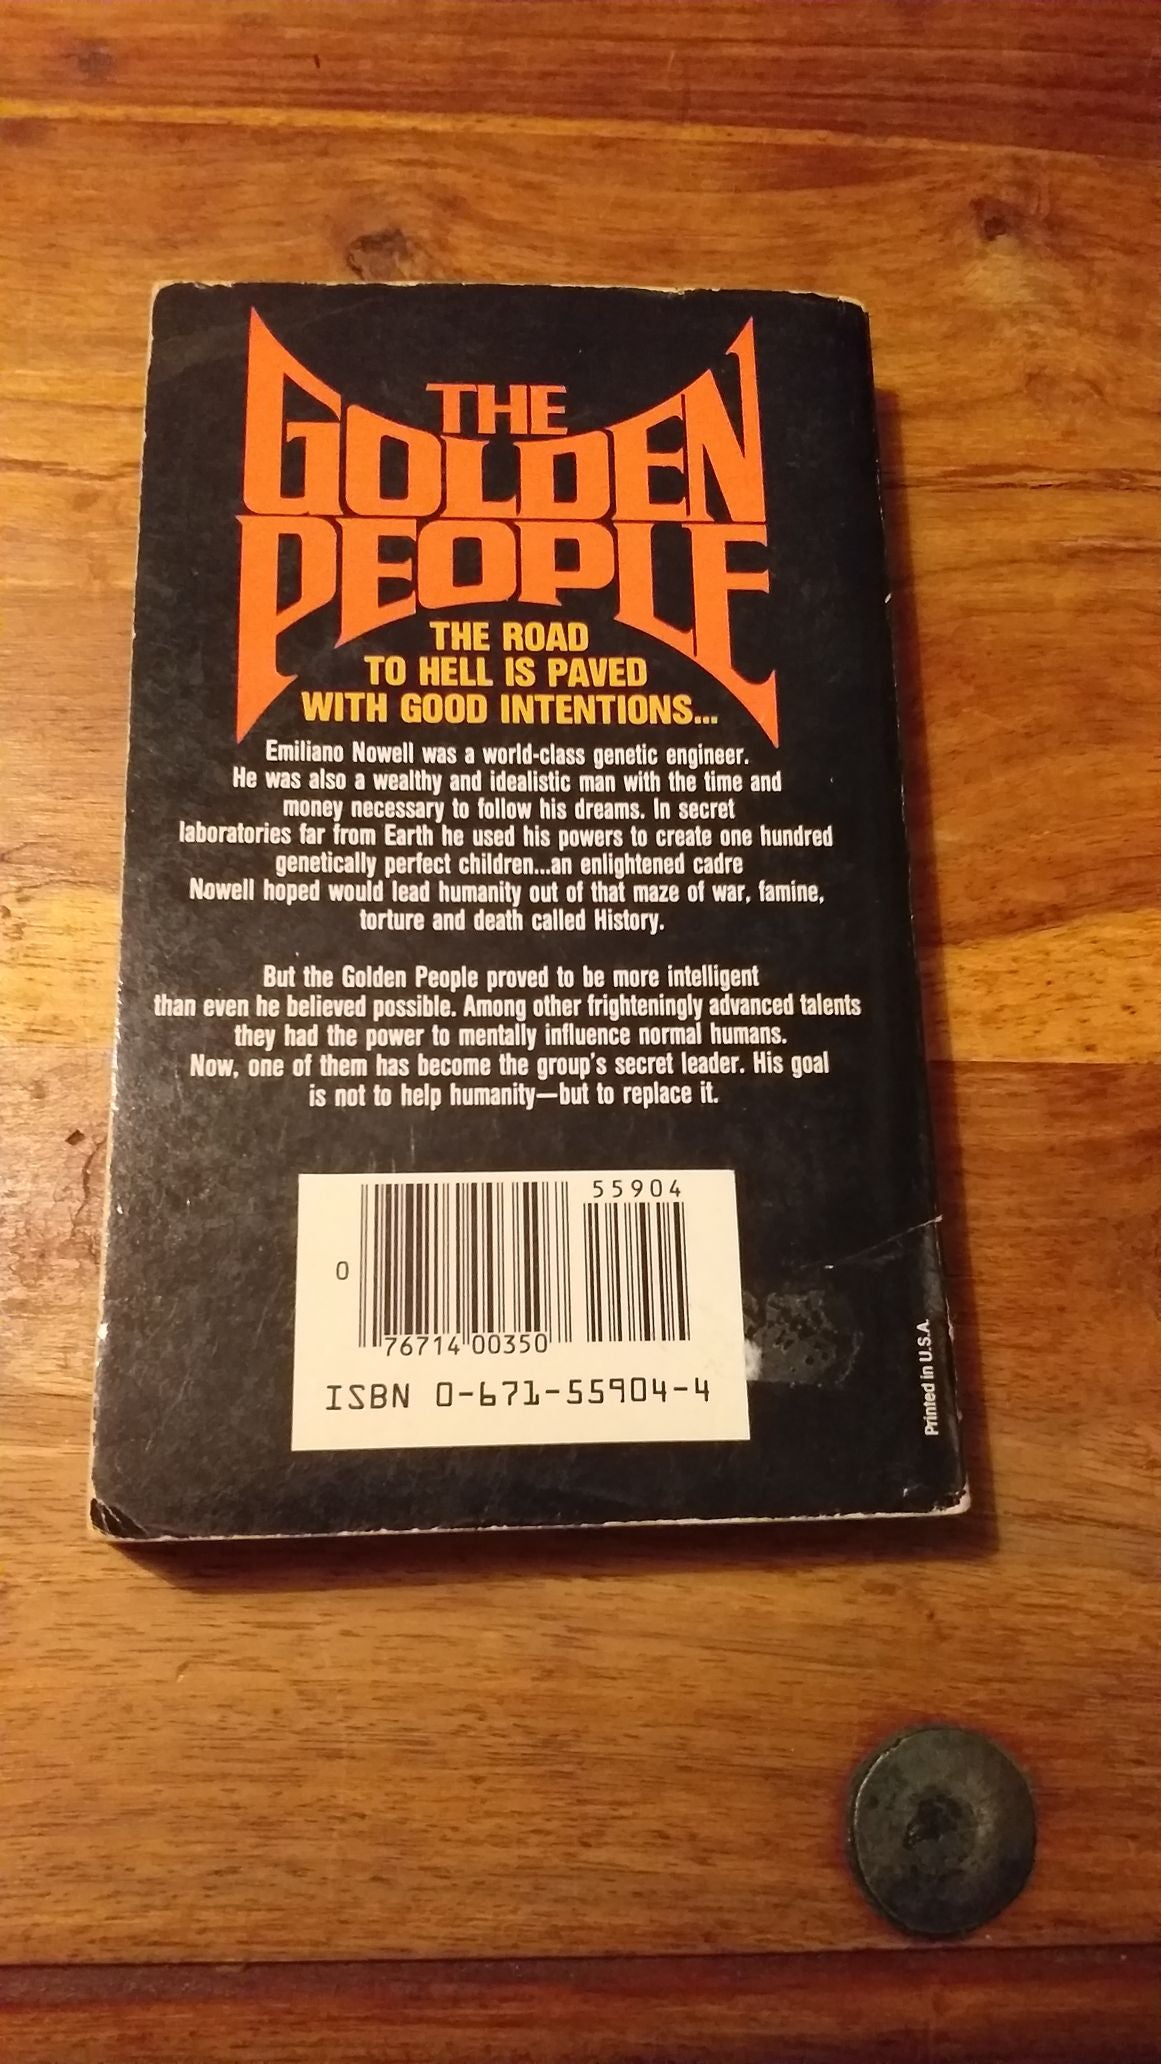 THE
GOLDEN
PEOPLE
THE ROAD
TO HELL IS PAVED
WITH GOOD INTENTIONS...
Emiliano Nowell was a world-class genetic engineer.
He was also a wealthy and idealistic man with the time and
money necessary to follow his dreams. In secret
laboratories far from Earth he used his powers to create one hundred
genetically perfect children...an enlightened cadre
Nowell hoped would lead humanity out of that maze of war, famine,
torture and death called History.
But the Golden People proved to be more intelligent
than even he believed possible. Among other frighteningly advanced talents
they had the power to mentally influence normal humans.
Now, one of them has become the group's secret leader. His goal
is not to help humanity—but to replace it.
55904
0
76714 00350
ISBN 0-671-55904-4
Printed in U.S.A.